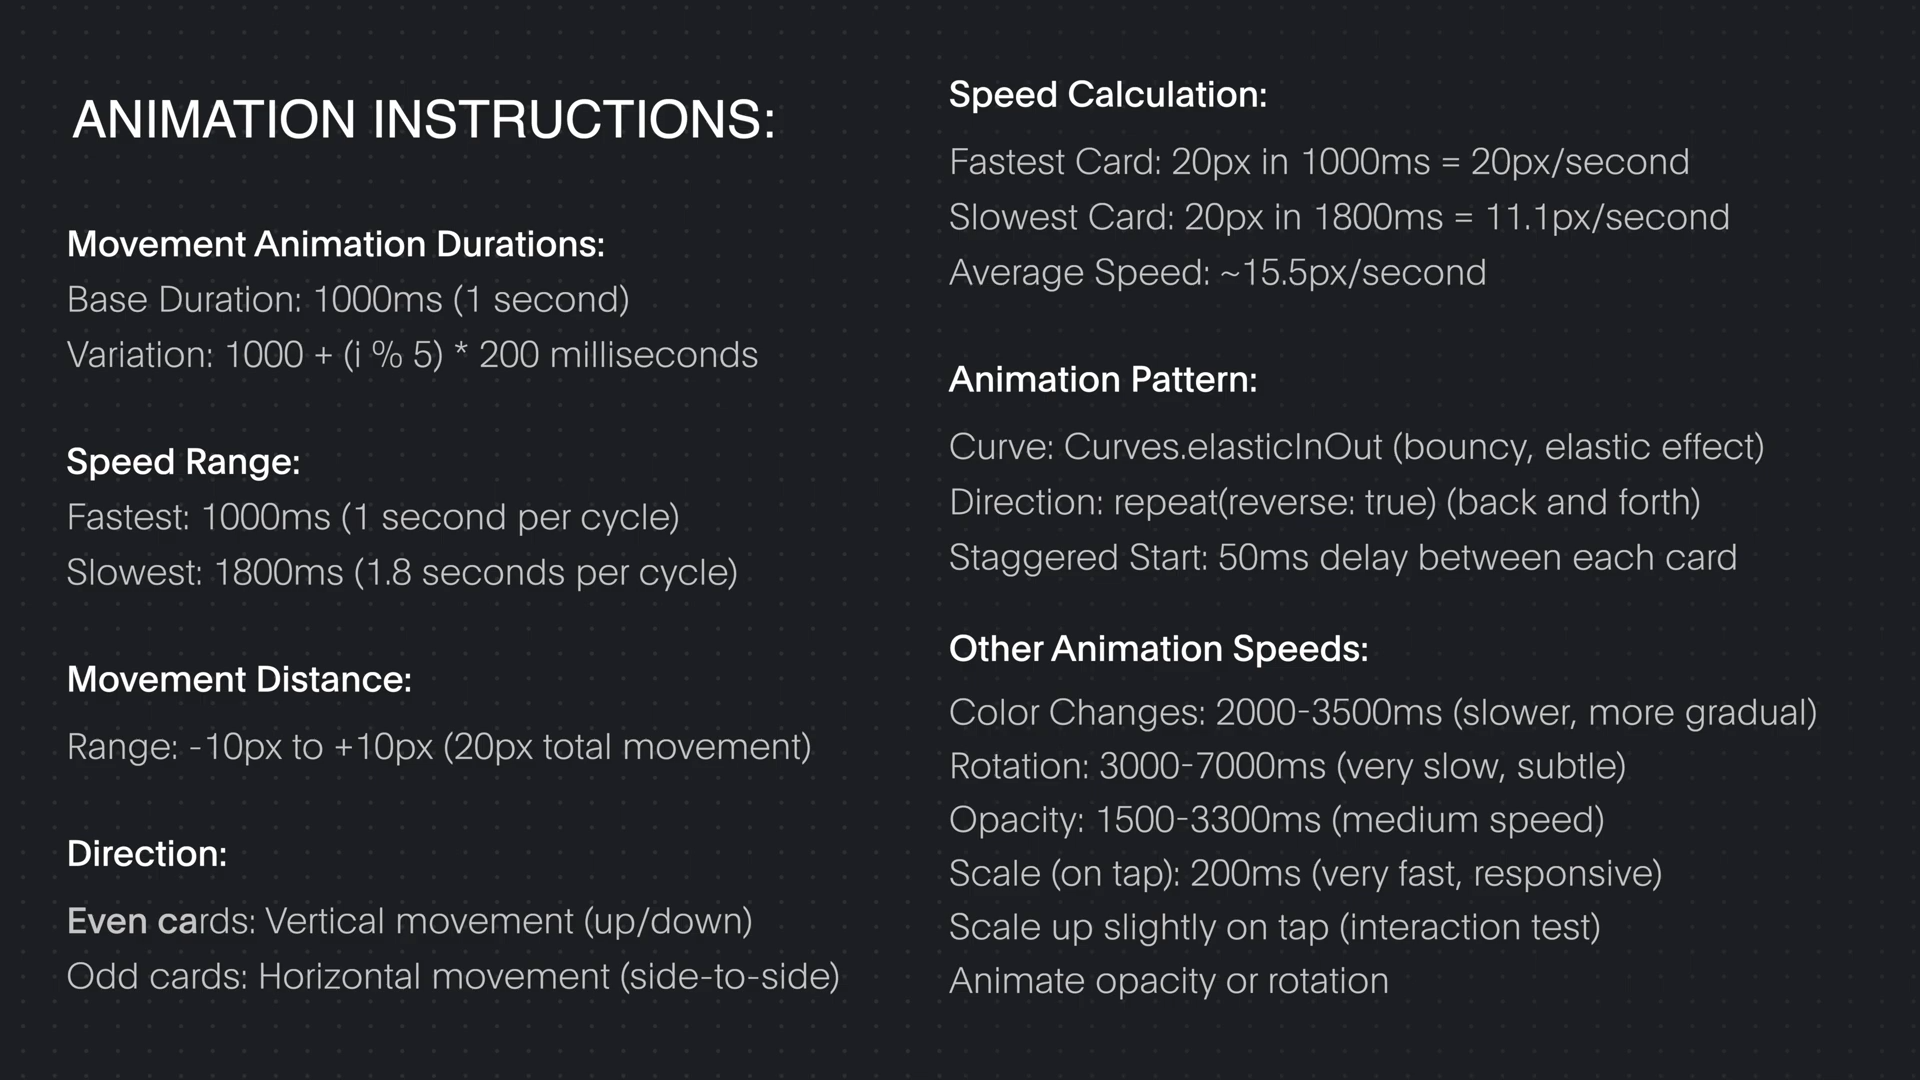 ANIMATION INSTRUCTIONS:
Movement Animation Durations:
Base Duration: 1000ms (1 second)
Variation: 1000 + (i % 5) * 200 milliseconds
Speed Range:
Fastest: 1000ms (1 second per cycle)
Slowest: 1800ms (1.8 seconds per cycle)
Movement Distance:
Range: -10px to +10px (20px total movement)
Direction:
Even cards: Vertical movement (up/down)
Odd cards: Horizontal movement (side-to-side)
Speed Calculation:
Fastest Card: 20px in 1000ms = 20px/second
Slowest Card: 20px in 1800ms = 11.1px/second
Average Speed: ~15.5px/second
Animation Pattern:
Curve: Curves.elasticInOut (bouncy, elastic effect)
Direction: repeat(reverse: true) (back and forth)
Staggered Start: 50ms delay between each card
Other Animation Speeds:
Color Changes: 2000-3500ms (slower, more gradual)
Rotation: 3000-7000ms (very slow, subtle)
Opacity: 1500-3300ms (medium speed)
Scale (on tap): 200ms (very fast, responsive)
Scale up slightly on tap (interaction test)
Animate opacity or rotation